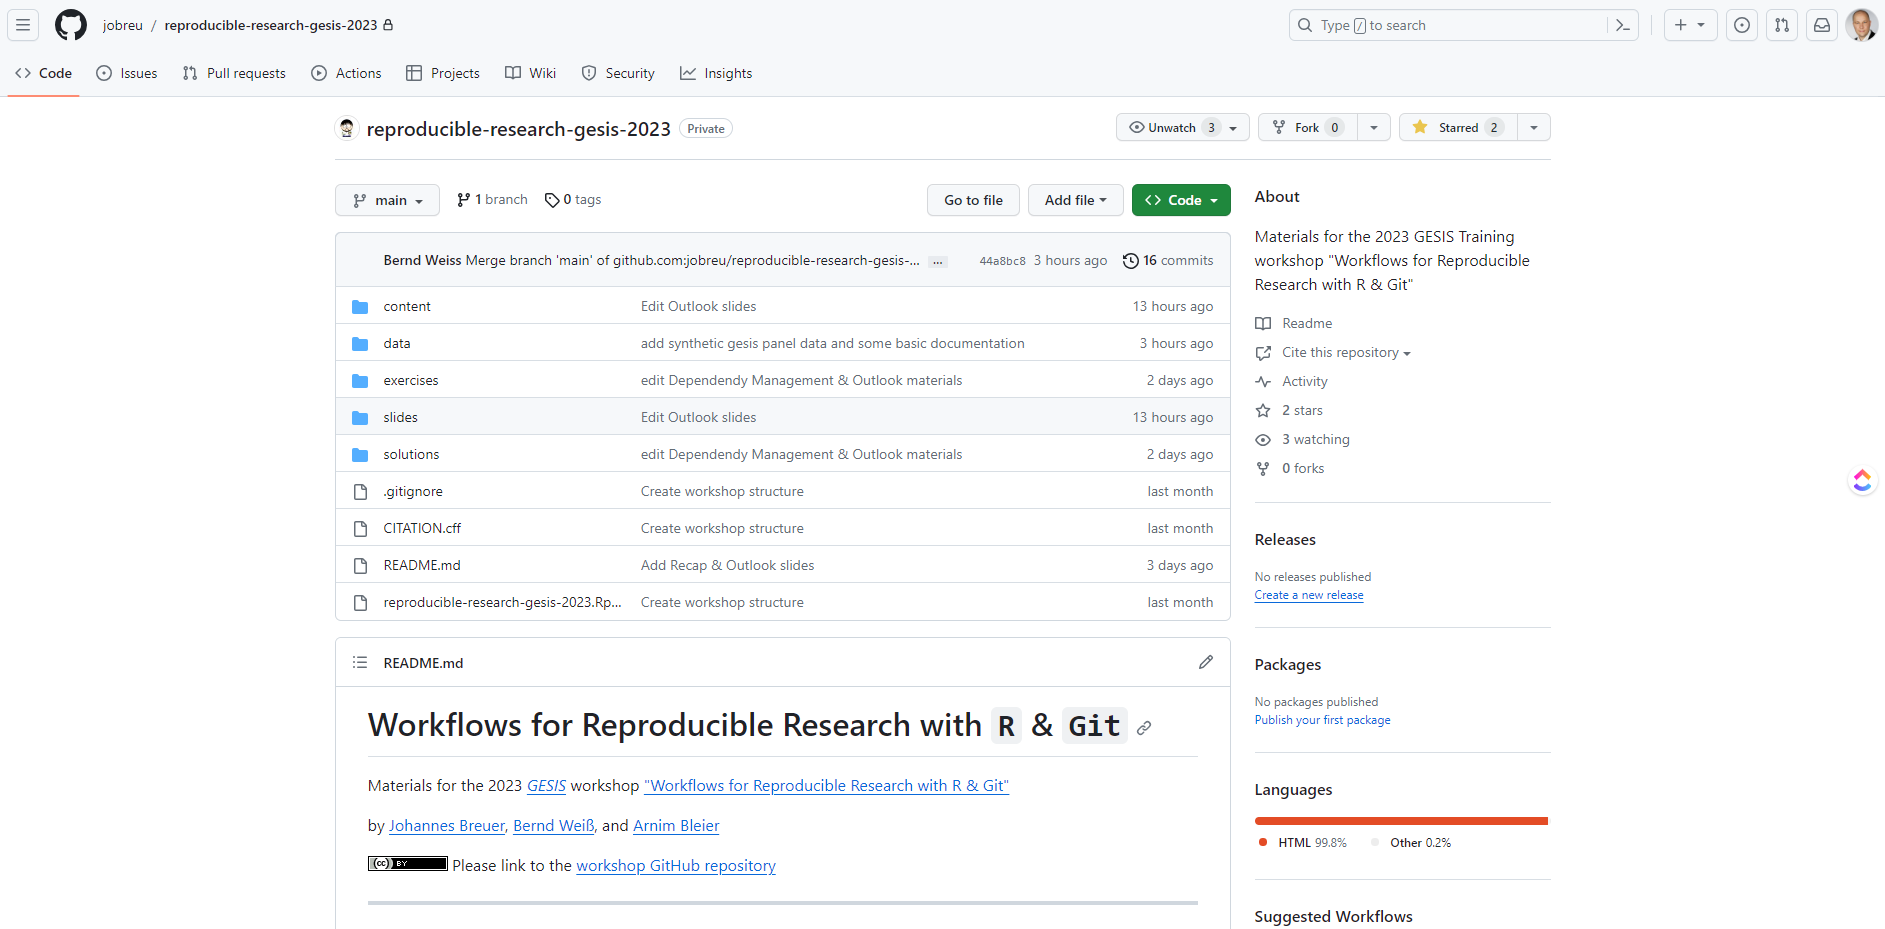 jobreu / reproducible-research-gesis-2023
Type / to search
Code Issues Pull requests Actions Projects Wiki Security Insights
reproducible-research-gesis-2023 Private
Unwatch 3 Fork 0 Starred 2
main 1 branch 0 tags
Go to file Add file Code
Bernd Weiss Merge branch 'main' of github.com:jobreu/reproducible-research-gesis-... ... 44a8bc8 3 hours ago 16 commits
content Edit Outlook slides 13 hours ago
data add synthetic gesis panel data and some basic documentation 3 hours ago
exercises edit Dependendy Management & Outlook materials 2 days ago
slides Edit Outlook slides 13 hours ago
solutions edit Dependendy Management & Outlook materials 2 days ago
.gitignore Create workshop structure last month
CITATION.cff Create workshop structure last month
README.md Add Recap & Outlook slides 3 days ago
reproducible-research-gesis-2023.Rp... Create workshop structure last month
README.md
Workflows for Reproducible Research with R & Git
Materials for the 2023 GESIS workshop "Workflows for Reproducible Research with R & Git"
by Johannes Breuer, Bernd Weiß, and Arnim Bleier
(cc) BY Please link to the workshop GitHub repository
About
Materials for the 2023 GESIS Training
workshop "Workflows for Reproducible
Research with R & Git"
Readme
Cite this repository
Activity
2 stars
3 watching
0 forks
Releases
No releases published
Create a new release
Packages
No packages published
Publish your first package
Languages
HTML 99.8% Other 0.2%
Suggested Workflows